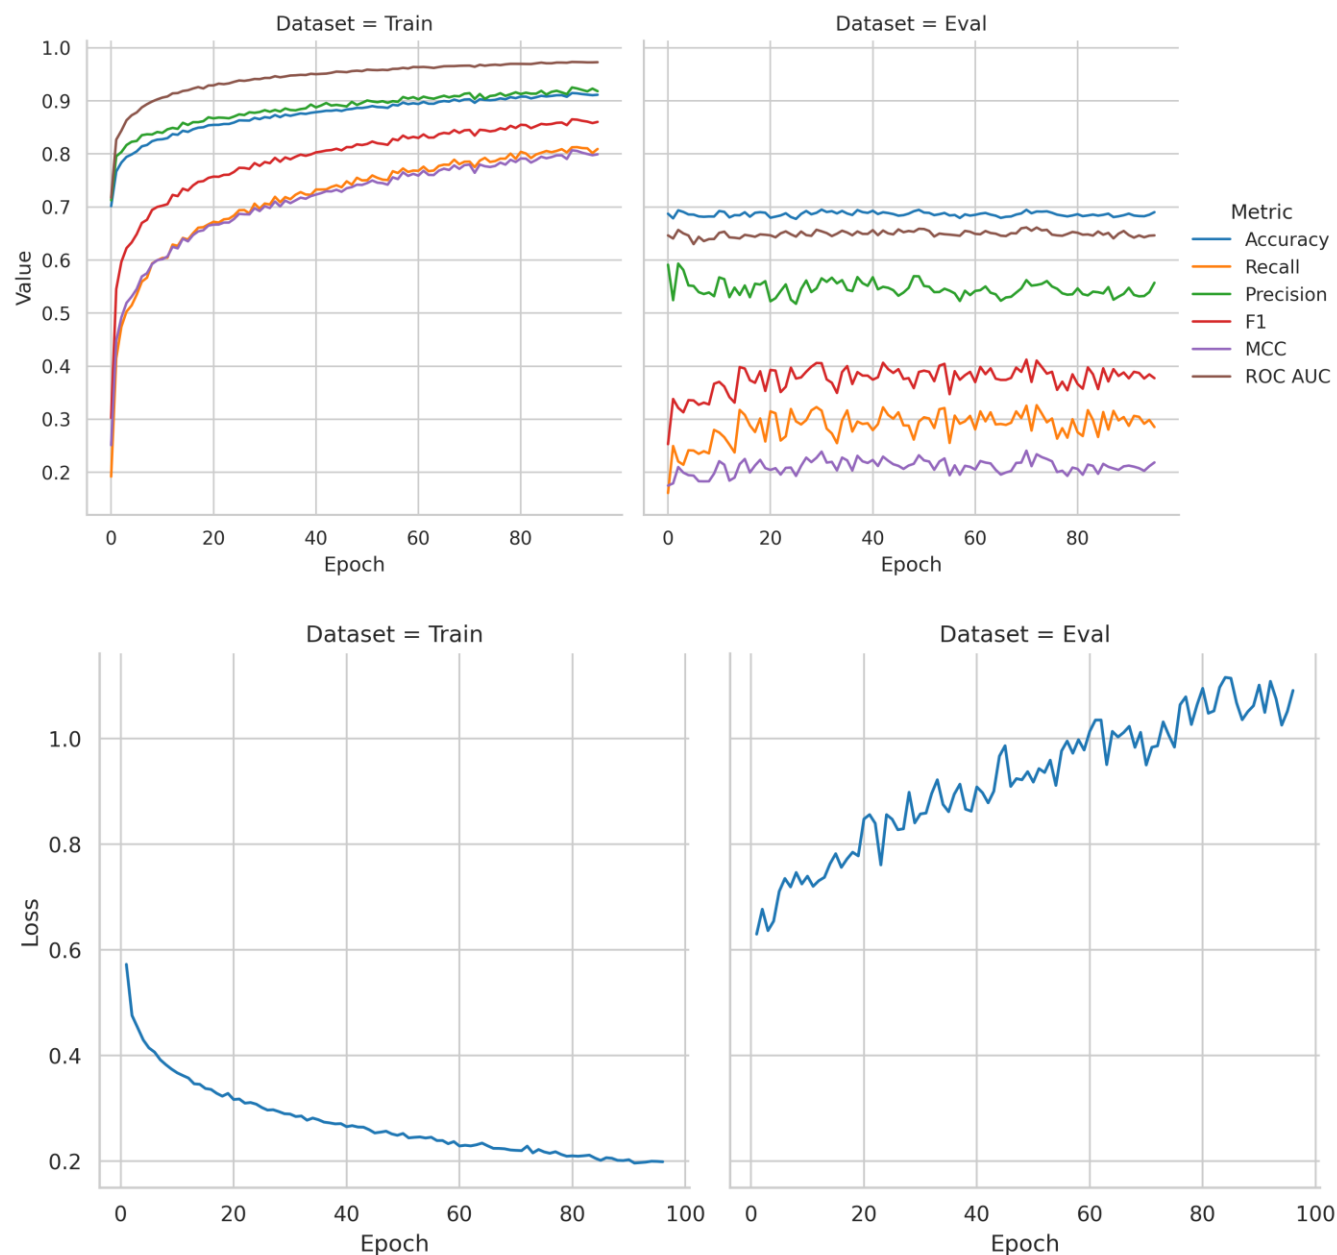 Dataset = Train
Dataset = Eval
1.0
0.9
0.8
0.7
0.6
0.5
0.4
0.3
0.2
Value
0 20 40 60 80
Epoch
0 20 40 60 80
Epoch
Metric
Accuracy
Recall
Precision
F1
MCC
ROC AUC
Dataset = Train
Dataset = Eval
1.0
0.8
0.6
0.4
0.2
Loss
0 20 40 60 80 100
Epoch
0 20 40 60 80 100
Epoch